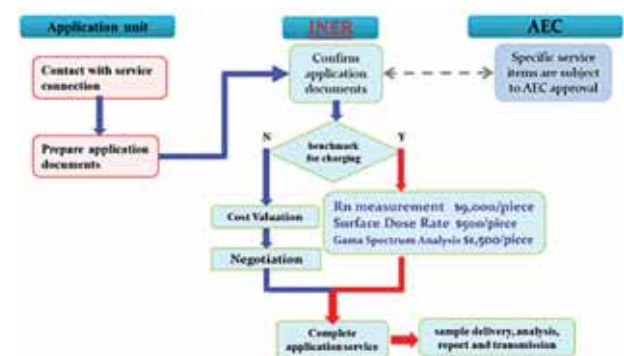 Application unit
INER
AEC
Contact with service
connection
Confirm
application
documents
Specific service
items are subject
to AEC approval
Prepare application
documents
N
Y
benchmark
for charging
Cost Valuation
Negotiation
Rn measurement $9,000/piece
Surface Dose Rate $500/piece
Gama Spectrum Analysis $1,500/piece
Complete
application service
sample delivery, analysis,
report and transmission